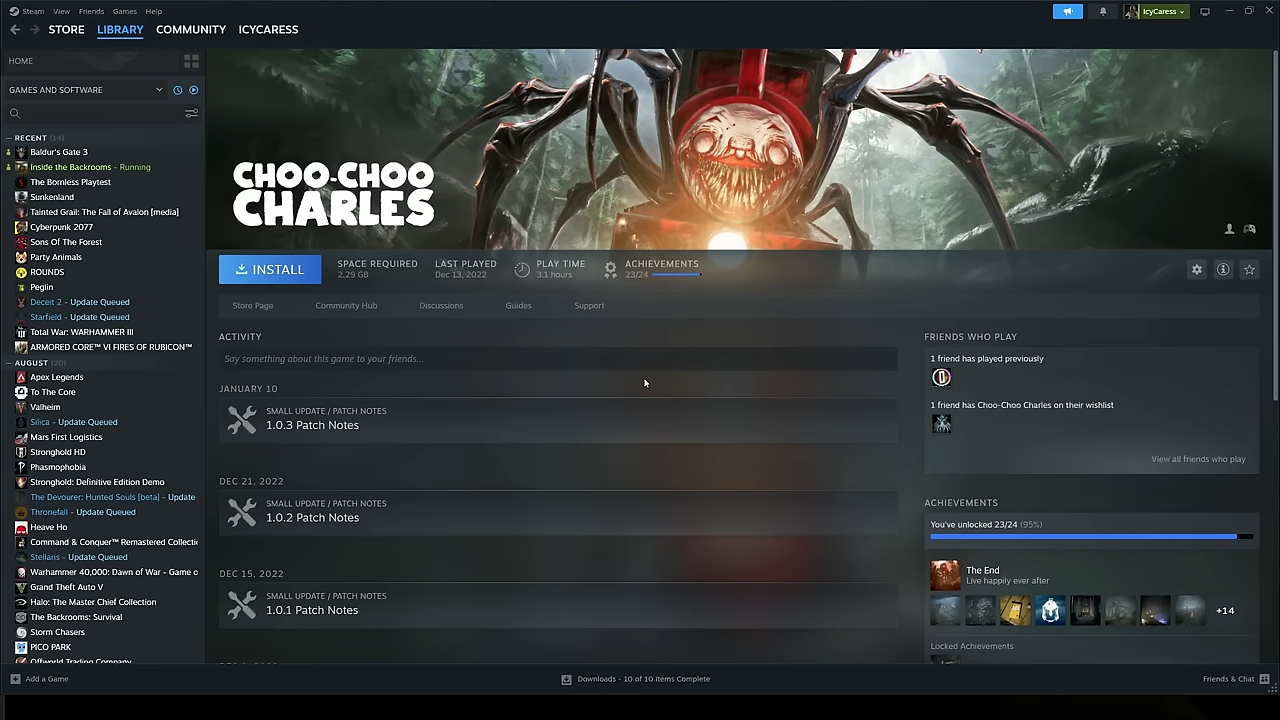 Steam View Friends Games Help
IcyCaress
STORE LIBRARY COMMUNITY ICYCARESS
HOME
GAMES AND SOFTWARE
RECENT (14)
Baldur's Gate 3
Inside the Backrooms - Running
The Bornless Playtest
Sunkenland
Tainted Grail: The Fall of Avalon [media]
Cyberpunk 2077
Sons Of The Forest
Party Animals
ROUNDS
Peglin
Deceit 2 - Update Queued
Starfield - Update Queued
Total War: WARHAMMER III
ARMORED CORE™ VI FIRES OF RUBICON™
AUGUST (20)
Apex Legends
To The Core
Valheim
Silica - Update Queued
Mars First Logistics
Stronghold HD
Phasmophobia
Stronghold: Definitive Edition Demo
The Devourer: Hunted Souls [beta] - Update
Thronefall - Update Queued
Heave Ho
Command & Conquer™ Remastered Collectic
Stellaris - Update Queued
Warhammer 40,000: Dawn of War - Game o
Grand Theft Auto V
Halo: The Master Chief Collection
The Backrooms: Survival
Storm Chasers
PICO PARK
Offworld Trading Company
CHOO-CHOO
CHARLES
INSTALL
SPACE REQUIRED
2.29 GB
LAST PLAYED
Dec 13, 2022
PLAY TIME
3.1 hours
ACHIEVEMENTS
23/24
Store Page Community Hub Discussions Guides Support
ACTIVITY
Say something about this game to your friends...
JANUARY 10
SMALL UPDATE / PATCH NOTES
1.0.3 Patch Notes
DEC 21, 2022
SMALL UPDATE / PATCH NOTES
1.0.2 Patch Notes
DEC 15, 2022
SMALL UPDATE / PATCH NOTES
1.0.1 Patch Notes
FRIENDS WHO PLAY
1 friend has played previously
1 friend has Choo-Choo Charles on their wishlist
View all friends who play
ACHIEVEMENTS
You've unlocked 23/24 (95%)
The End
Live happily ever after
+14
Locked Achievements
Add a Game
Downloads - 10 of 10 Items Complete
Friends & Chat